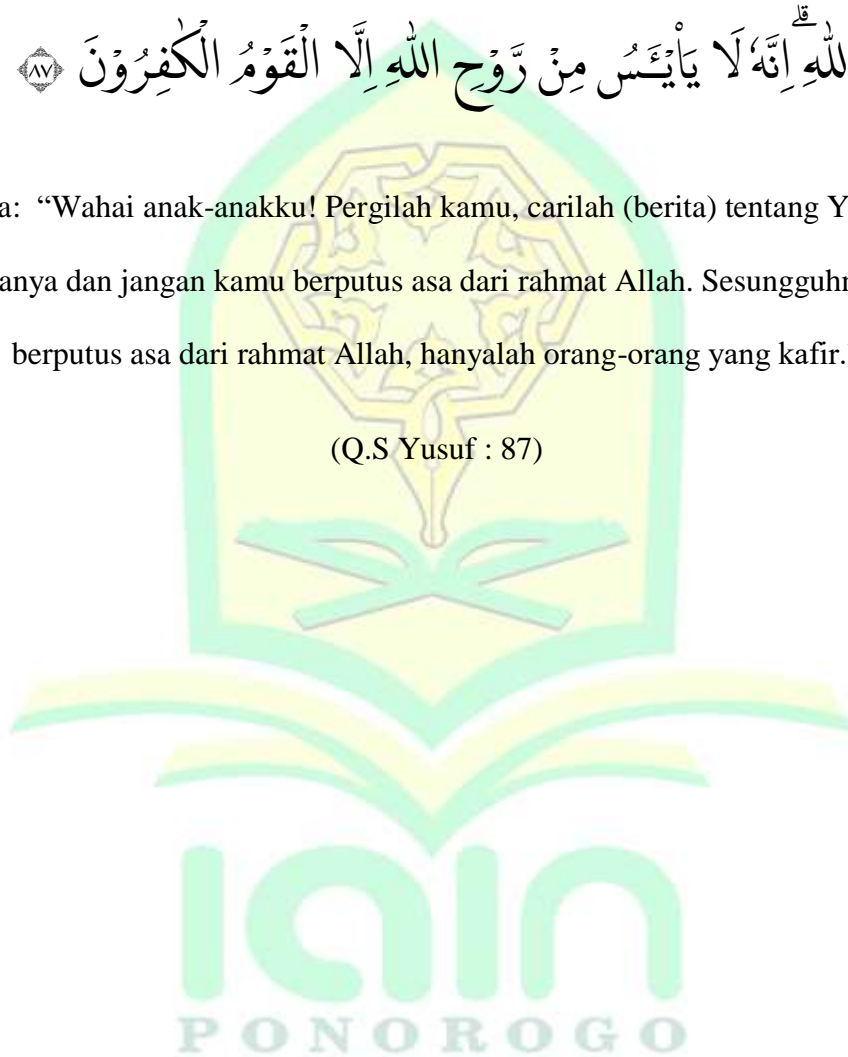 للّٰهِ ۗاِنَّهٗ لَا يَا۟يْـَٔسُ مِنْ رَّوْحِ اللّٰهِ اِلَّا الْقَوْمُ الْكٰفِرُوْنَ ۝٨٧
a: “Wahai anak-anakku! Pergilah kamu, carilah (berita) tentang Y
anya dan jangan kamu berputus asa dari rahmat Allah. Sesungguhn
berputus asa dari rahmat Allah, hanyalah orang-orang yang kafir.
(Q.S Yusuf : 87)
iain
PONOROGO